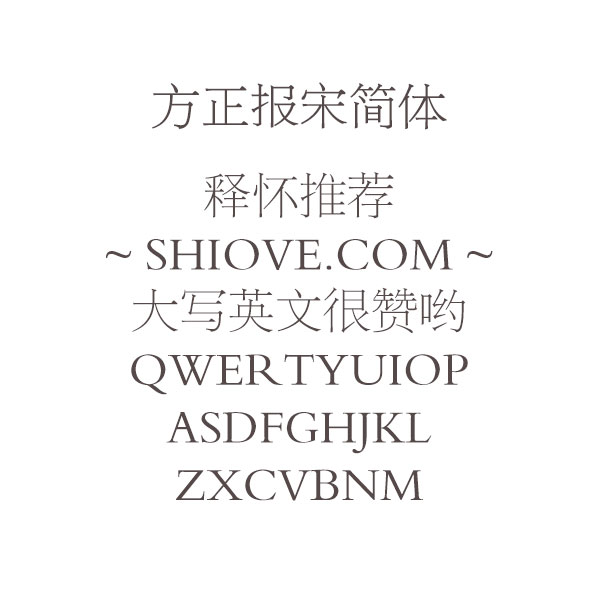 方正报宋简体
释怀推荐
~ SHIOVE.COM ~
大写英文很赞哟
QWERTYUIOP
ASDFGHJKL
ZXCVBNM